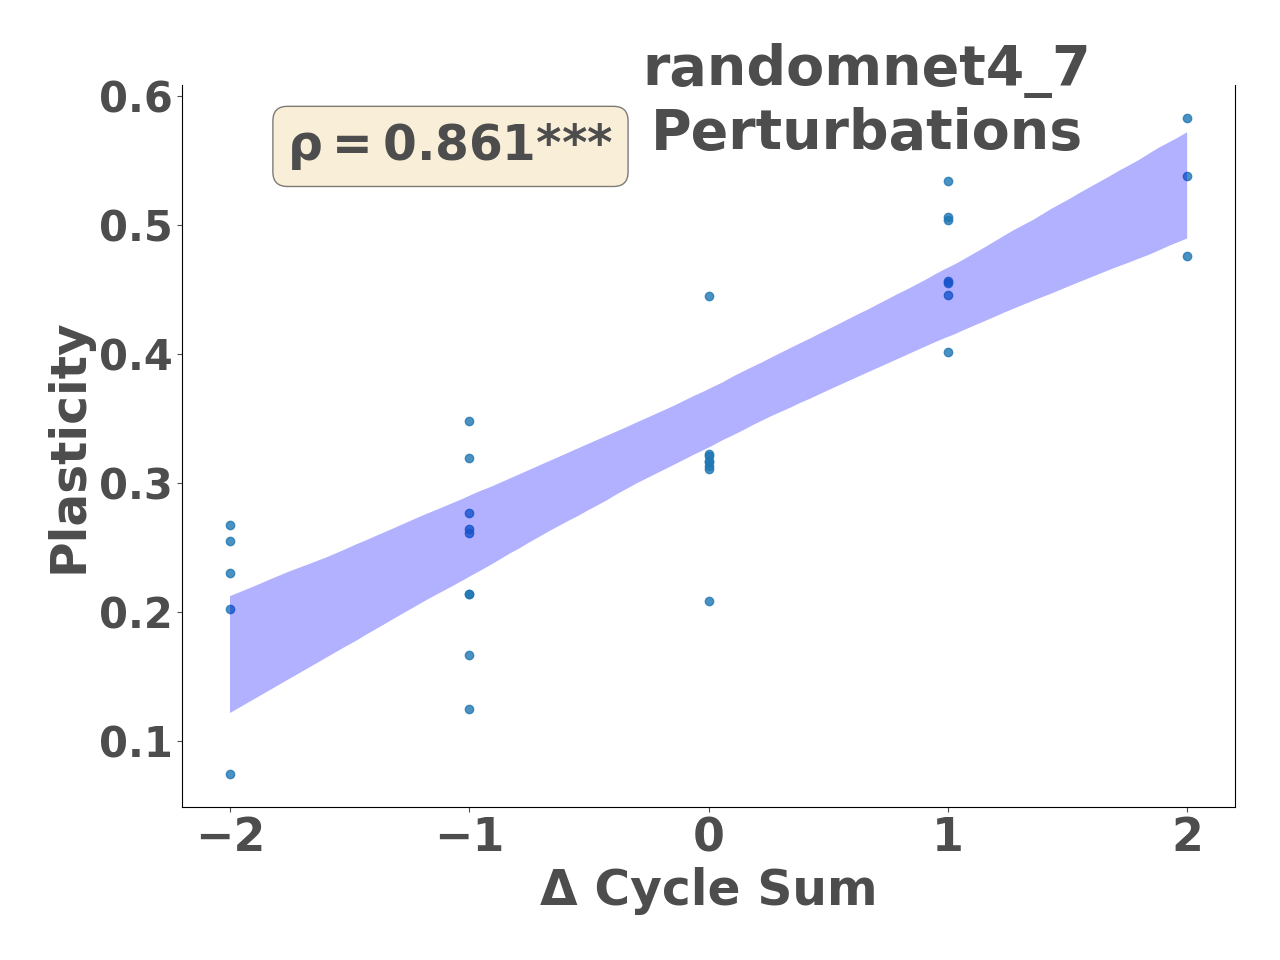 randomnet4_7
Perturbations
ρ = 0.861***
0.6
0.5
0.4
0.3
0.2
0.1
Plasticity
−2 −1 0 1 2
Δ Cycle Sum